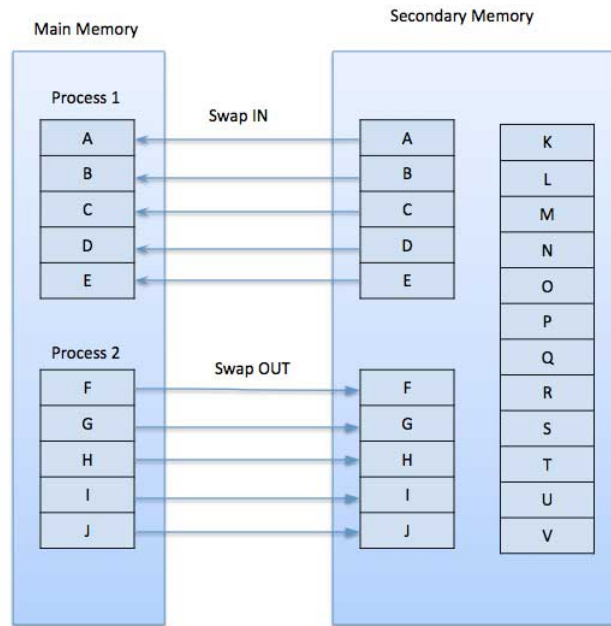 Main Memory
Secondary Memory
Process 1
Swap IN
A
B
C
D
E
Process 2
Swap OUT
F
G
H
I
J
A
B
C
D
E
F
G
H
I
J
K
L
M
N
O
P
Q
R
S
T
U
V